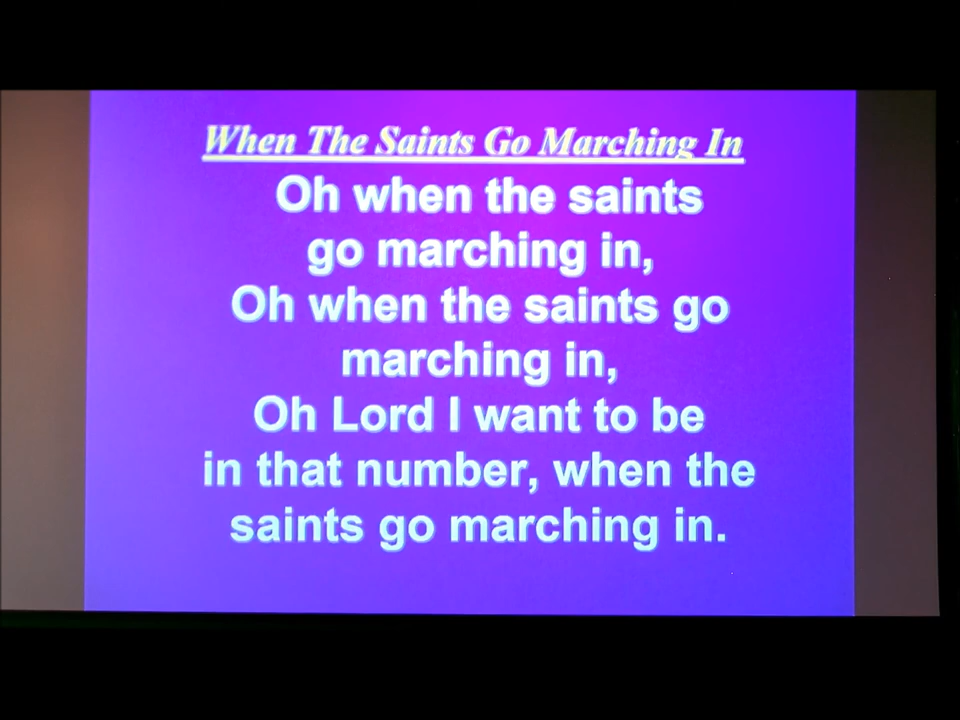 When The Saints Go Marching In
Oh when the saints
go marching in,
Oh when the saints go
marching in,
Oh Lord I want to be
in that number, when the
saints go marching in.